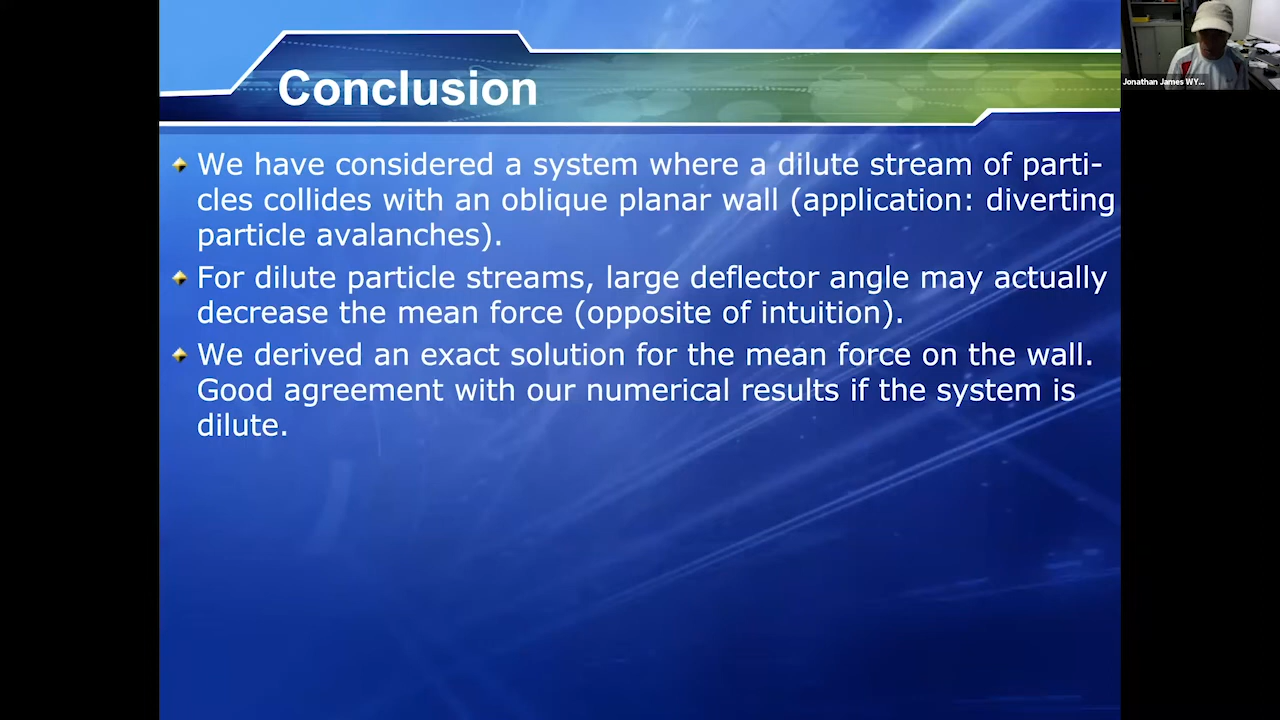 Conclusion
Jonathan James WY...
We have considered a system where a dilute stream of parti-
cles collides with an oblique planar wall (application: diverting
particle avalanches).
For dilute particle streams, large deflector angle may actually
decrease the mean force (opposite of intuition).
We derived an exact solution for the mean force on the wall.
Good agreement with our numerical results if the system is
dilute.